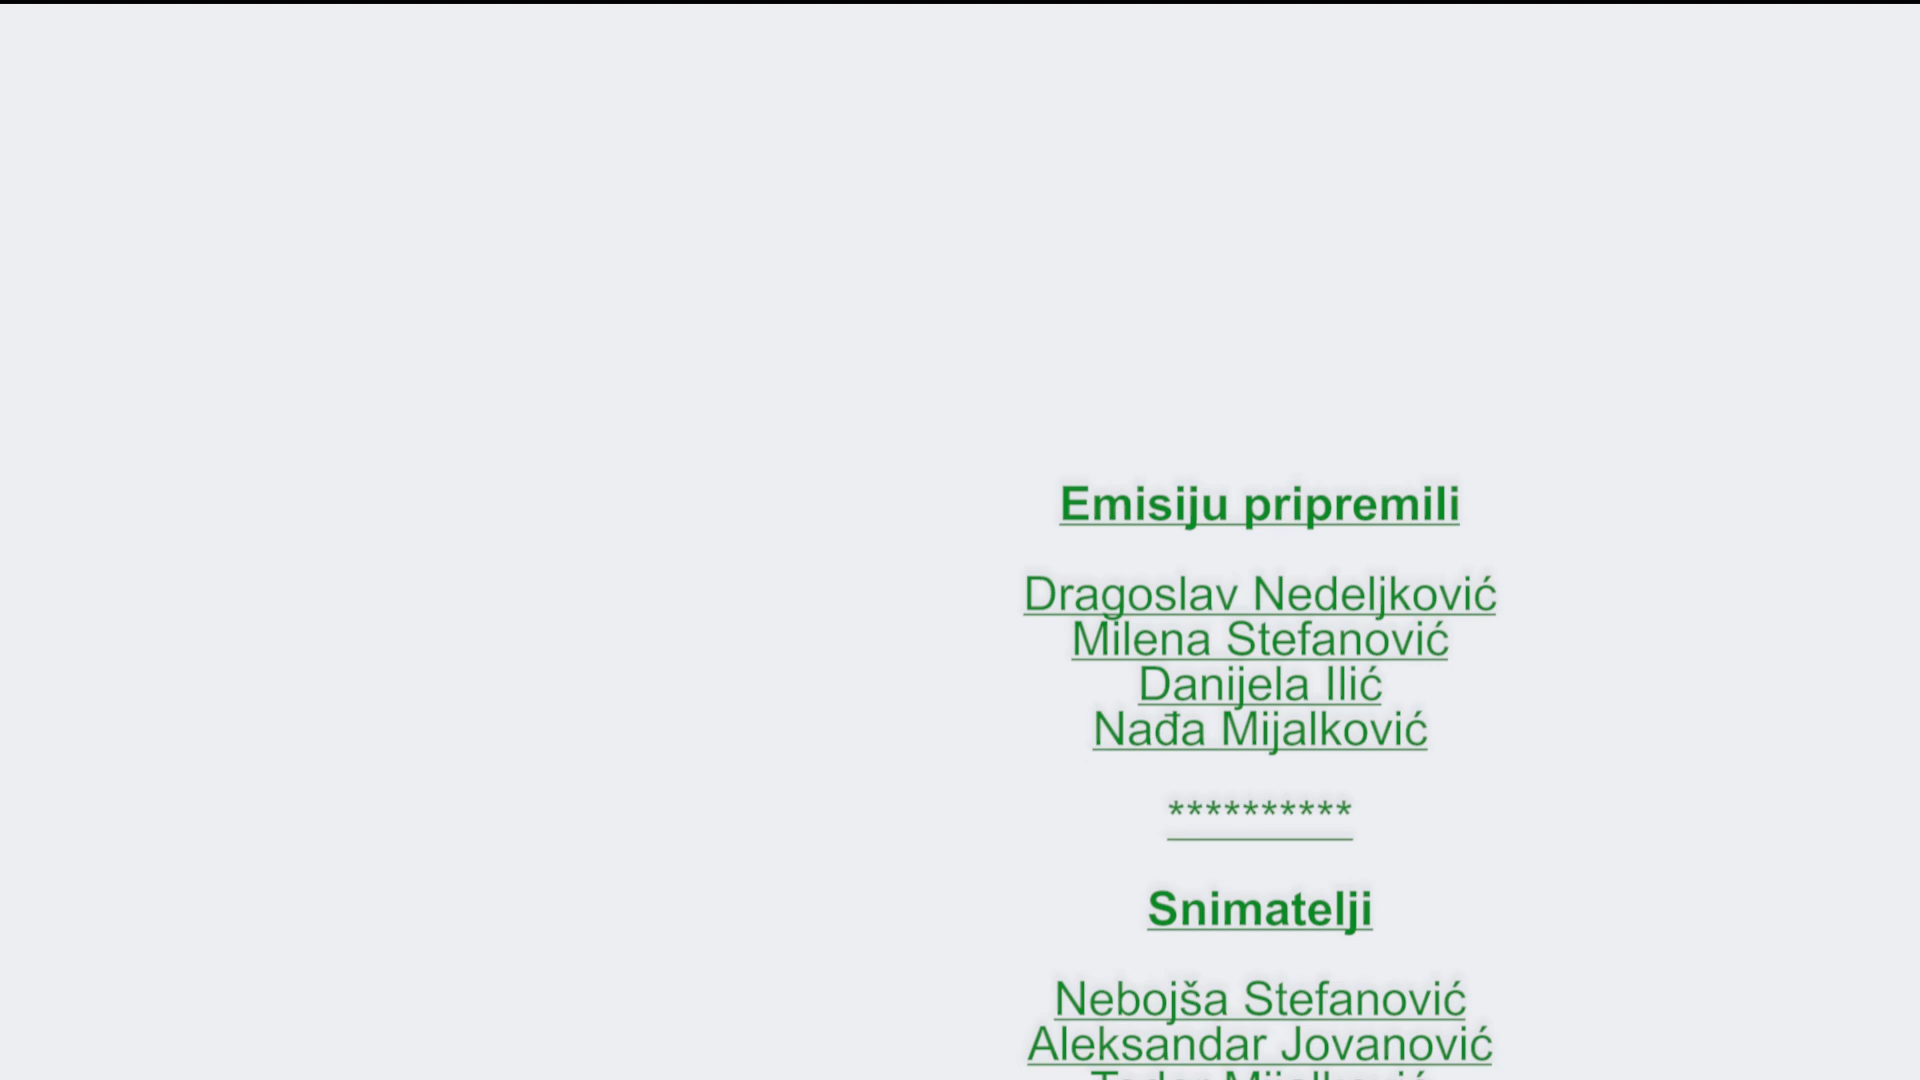 Emisiju pripremili
Dragoslav Nedeljković
Milena Stefanović
Danijela Ilić
Nađa Mijalković
**********
Snimatelji
Nebojša Stefanović
Aleksandar Jovanović